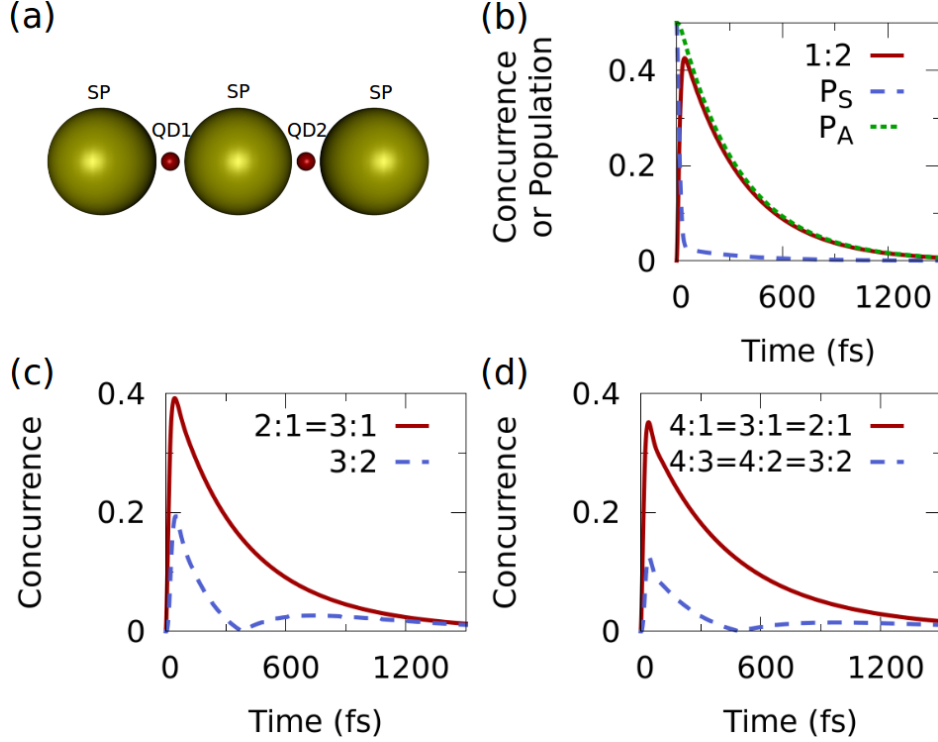 (a)
SP SP SP
QD1 QD2
(b)
Concurrence
or Population
0.4
0.2
0
1:2
P_S
P_A
0 600 1200
Time (fs)
(c)
Concurrence
0.4
0.2
0
2:1=3:1
3:2
0 600 1200
Time (fs)
(d)
Concurrence
0.4
0.2
0
4:1=3:1=2:1
4:3=4:2=3:2
0 600 1200
Time (fs)